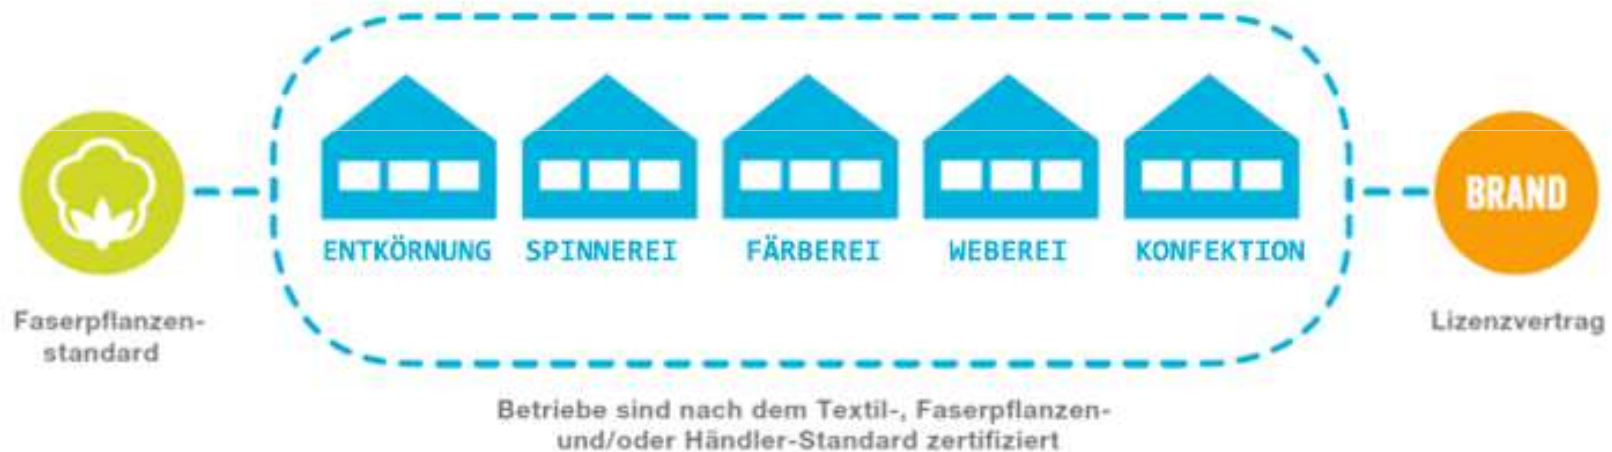 ENTKÖRNUNG SPINNEREI FÄRBEREI WEBEREI KONFEKTION
BRAND
Faserpflanzen-
standard
Lizenzvertrag
Betriebe sind nach dem Textil-, Faserpflanzen-
und/oder Händler-Standard zertifiziert